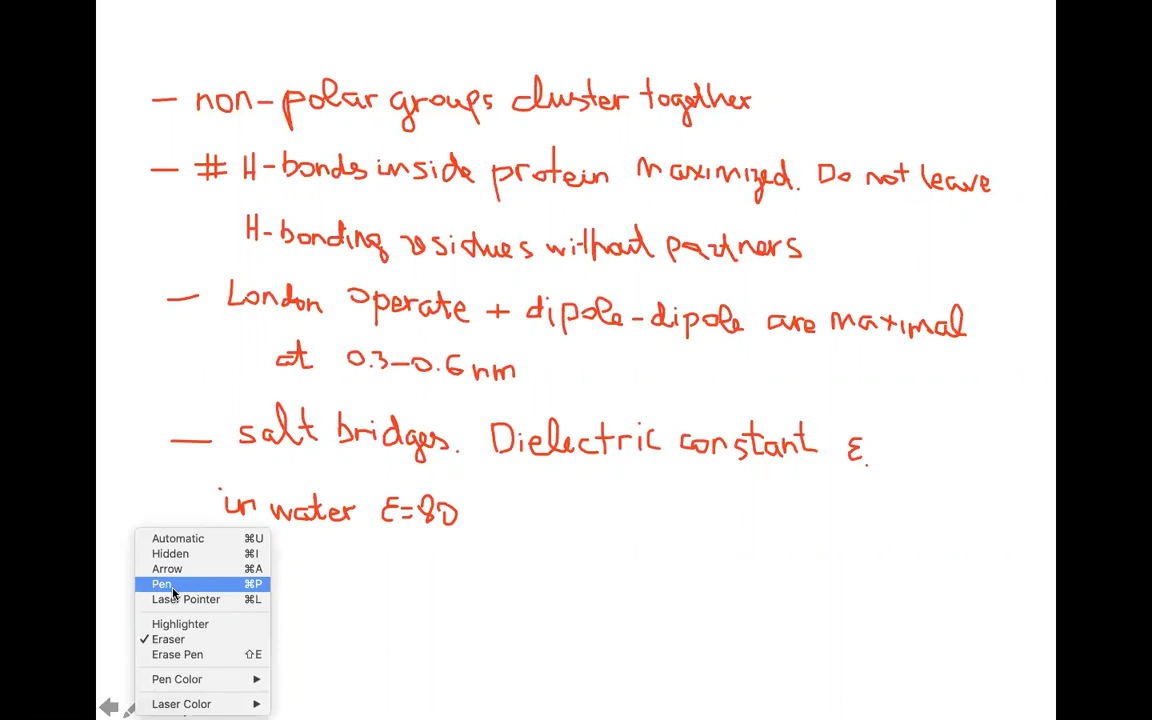 - non-polar groups cluster together
- # H-bonds inside protein maximized. Do not leave
H-bonding residues without partners
- London operate + dipole-dipole are maximal
at 0.3-0.6 nm
- salt bridges. Dielectric constant ε.
in water ε=80
Automatic ⌘U
Hidden ⌘I
Arrow ⌘A
Pen ⌘P
Laser Pointer ⌘L
Highlighter
✓ Eraser
Erase Pen ⇧E
Pen Color ▶
Laser Color ▶